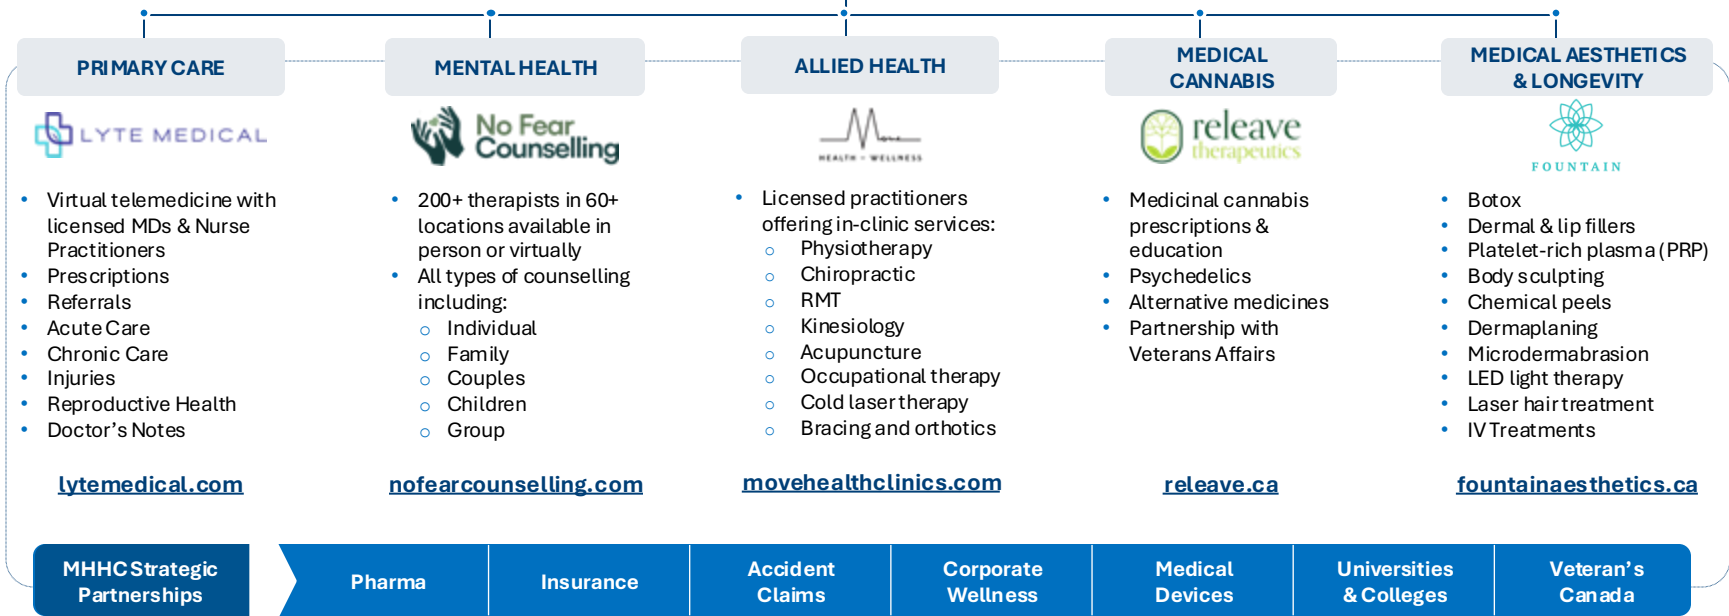 PRIMARY CARE
LYTE MEDICAL
• Virtual telemedicine with
licensed MDs & Nurse
Practitioners
• Prescriptions
• Referrals
• Acute Care
• Chronic Care
• Injuries
• Reproductive Health
• Doctor’s Notes
lytemedical.com
MENTAL HEALTH
No Fear
Counselling
• 200+ therapists in 60+
locations available in
person or virtually
• All types of counselling
including:
○ Individual
○ Family
○ Couples
○ Children
○ Group
nofearcounselling.com
ALLIED HEALTH
HEALTH - WELLNESS
• Licensed practitioners
offering in-clinic services:
○ Physiotherapy
○ Chiropractic
○ RMT
○ Kinesiology
○ Acupuncture
○ Occupational therapy
○ Cold laser therapy
○ Bracing and orthotics
movehealthclinics.com
MEDICAL
CANNABIS
releave
therapeutics
• Medicinal cannabis
prescriptions &
education
• Psychedelics
• Alternative medicines
• Partnership with
Veterans Affairs
releave.ca
MEDICAL AESTHETICS
& LONGEVITY
FOUNTAIN
• Botox
• Dermal & lip fillers
• Platelet-rich plasma (PRP)
• Body sculpting
• Chemical peels
• Dermaplaning
• Microdermabrasion
• LED light therapy
• Laser hair treatment
• IV Treatments
fountainaesthetics.ca
MHHC Strategic
Partnerships
Pharma
Insurance
Accident
Claims
Corporate
Wellness
Medical
Devices
Universities
& Colleges
Veteran’s
Canada